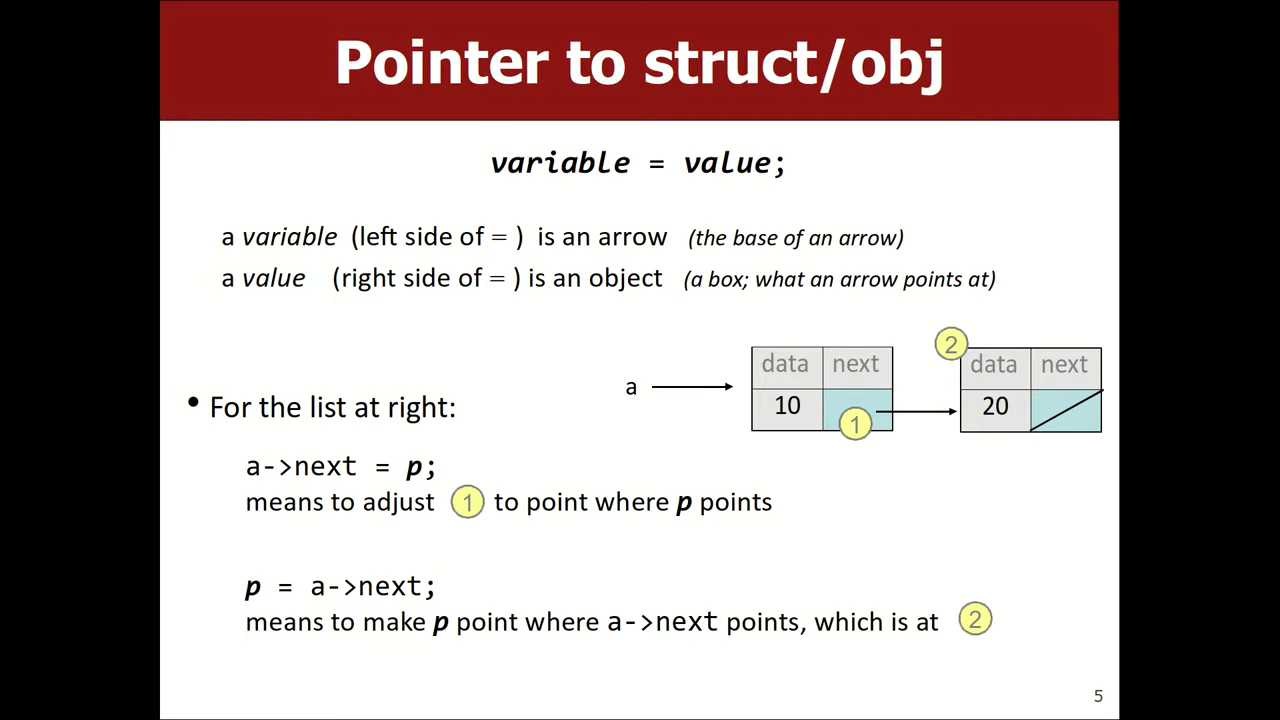 Pointer to struct/obj
variable = value;
a variable (left side of = ) is an arrow (the base of an arrow)
a value (right side of = ) is an object (a box; what an arrow points at)
2
data next data next
a
10 20
1
• For the list at right:
a->next = p;
means to adjust 1 to point where p points
p = a->next;
means to make p point where a->next points, which is at 2
5